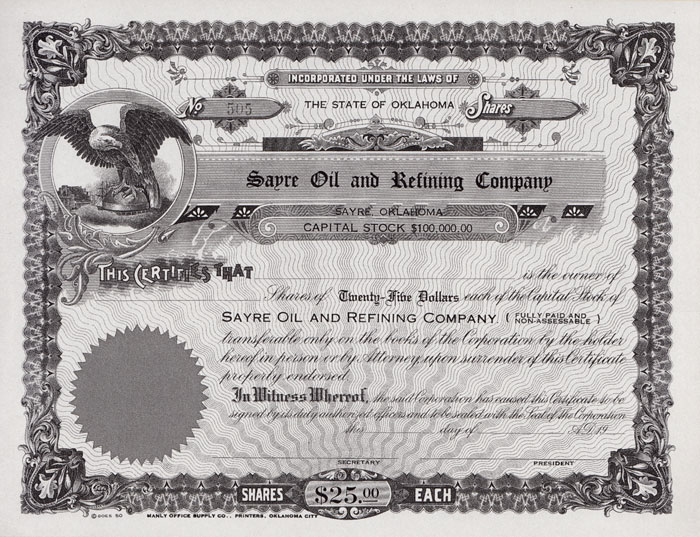 INCORPORATED UNDER THE LAWS OF
THE STATE OF OKLAHOMA
No 505
Shares
Sayre Oil and Refining Company
SAYRE, OKLAHOMA
CAPITAL STOCK $100,000.00
THIS CERTIFIES THAT is the owner of
Shares of Twenty-Five Dollars each of the Capital Stock of
SAYRE OIL AND REFINING COMPANY. (FULLY PAID AND NON-ASSESSABLE)
transferable only on the books of the Corporation by the holder
hereof in person or by Attorney, upon surrender of this Certificate
properly endorsed.
In Witness Whereof, the said Corporation has caused this Certificate to be
signed by its duly authorized officers and to be sealed with the Seal of the Corporation
this day of A.D. 19
SECRETARY PRESIDENT
SHARES $25.00 EACH
© GOES 50
MANLY OFFICE SUPPLY CO., PRINTERS, OKLAHOMA CITY